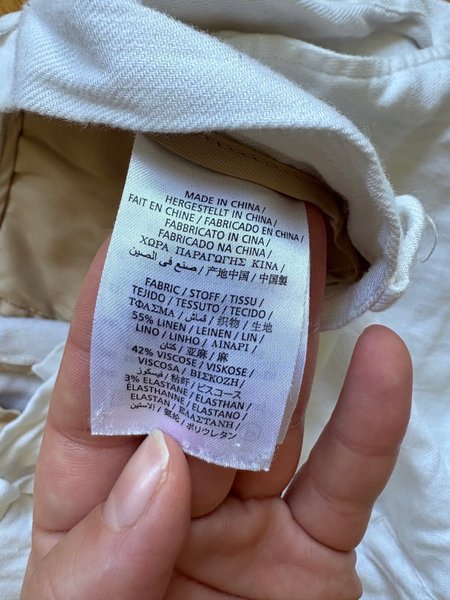 MADE IN CHINA /
HERGESTELLT IN CHINA /
FAIT EN CHINE / FABRICADO EN CHINA /
FABBRICATO IN CINA /
FABRICADO NA CHINA /
ΧΩΡΑ ΠΑΡΑΓΩΓΗΣ ΚΙΝΑ /
صنع في الصين / 产地中国 / 中国製
FABRIC / STOFF / TISSU /
TEJIDO / TESSUTO / TECIDO /
ΥΦΑΣΜΑ / قماش / 织物 / 生地
55% LINEN / LEINEN / LIN /
LINO / LINHO / ΛΙΝΑΡΙ /
كتان / 亚麻 / 麻
42% VISCOSE / VISKOSE /
VISCOSA / ΒΙΣΚΟΖΗ /
فيسكوز / 粘纤 / ビスコース
3% ELASTANE / ELASTHAN /
ELASTHANNE / ELASTANO /
ELASTAN / ΕΛΑΣΤΑΝΗ /
الاستين / 氨纶 / ポリウレタン